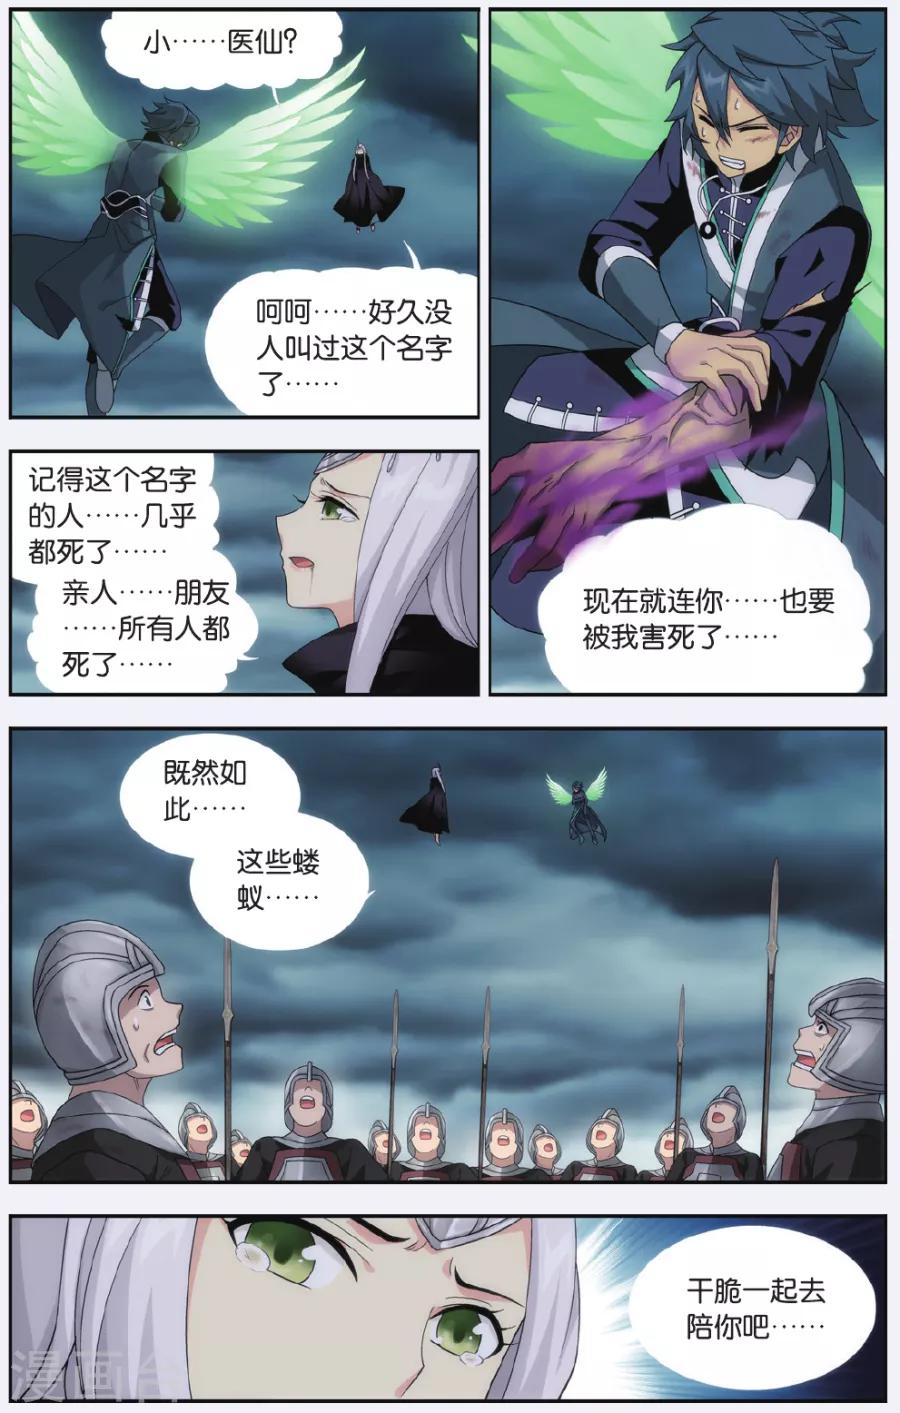 小……医仙？
呵呵……好久没
人叫过这个名字
了……
记得这个名字
的人……几乎
都死了……
亲人……朋友
……所有人都
死了……
现在就连你……也要
被我害死了……
既然如
此……
这些蝼
蚁……
干脆一起去
陪你吧……
漫画台